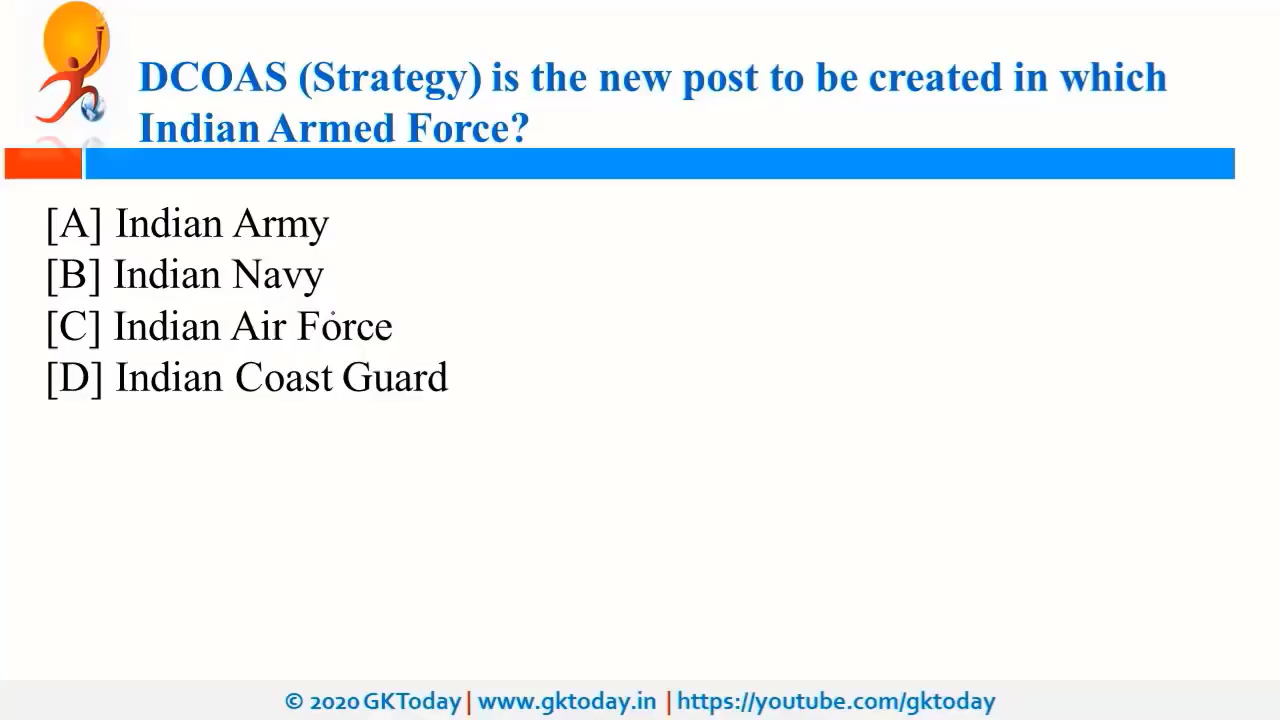 DCOAS (Strategy) is the new post to be created in which
Indian Armed Force?
[A] Indian Army
[B] Indian Navy
[C] Indian Air Force
[D] Indian Coast Guard
© 2020 GKToday | www.gktoday.in | https://youtube.com/gktoday